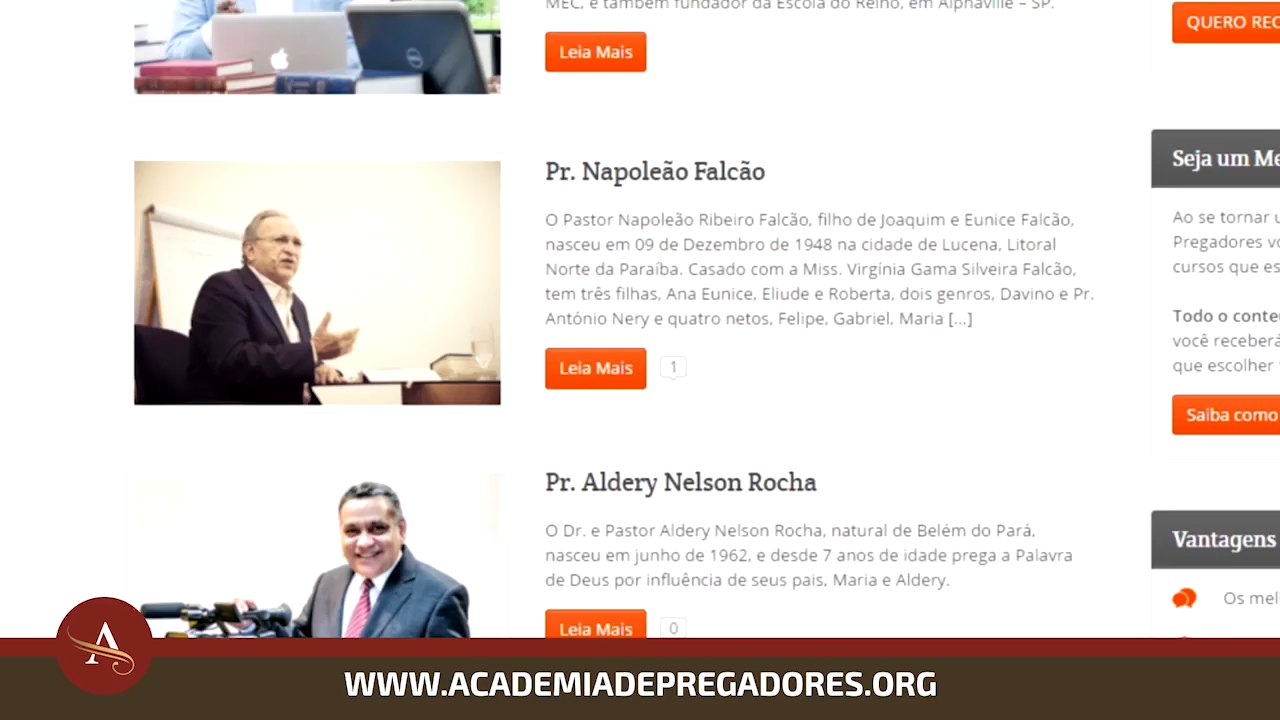 MEC, e também fundador da Escola do Reino, em Alphaville – SP.
Leia Mais
QUERO REC
Pr. Napoleão Falcão
O Pastor Napoleão Ribeiro Falcão, filho de Joaquim e Eunice Falcão,
nasceu em 09 de Dezembro de 1948 na cidade de Lucena, Litoral
Norte da Paraíba. Casado com a Miss. Virgínia Gama Silveira Falcão,
tem três filhas, Ana Eunice, Eliude e Roberta, dois genros, Davino e Pr.
António Nery e quatro netos, Felipe, Gabriel, Maria [...]
Leia Mais
1
Pr. Aldery Nelson Rocha
O Dr. e Pastor Aldery Nelson Rocha, natural de Belém do Pará,
nasceu em junho de 1962, e desde 7 anos de idade prega a Palavra
de Deus por influência de seus pais, Maria e Aldery.
Leia Mais
0
Seja um Me
Ao se tornar u
Pregadores vo
cursos que es
Todo o conte
você receberá
que escolher
Saiba como
Vantagens
Os mel
A
WWW.ACADEMIADEPREGADORES.ORG